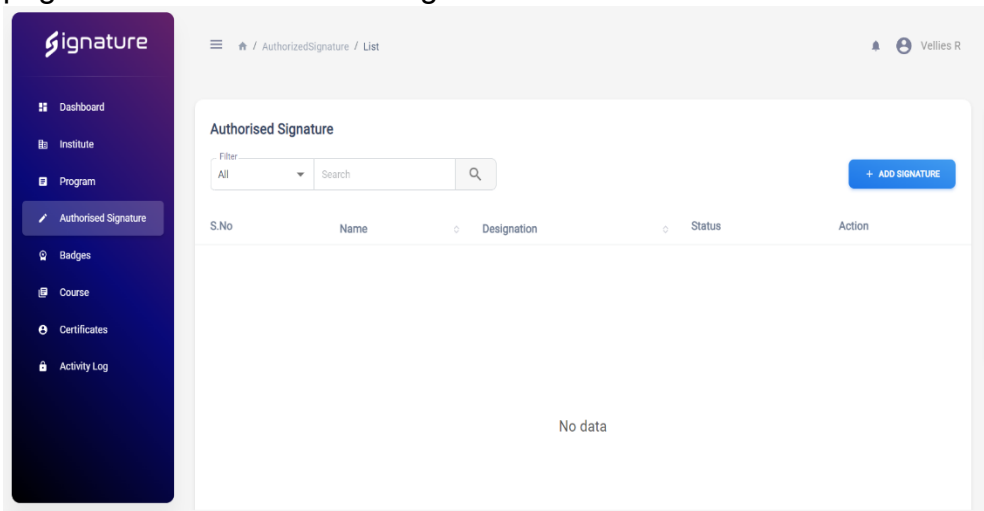 Signature
AuthorizedSignature / List
Vellies R
Dashboard
Institute
Program
Authorised Signature
Badges
Course
Certificates
Activity Log
Authorised Signature
Filter
All
Search
+ ADD SIGNATURE
S.No Name Designation Status Action
No data